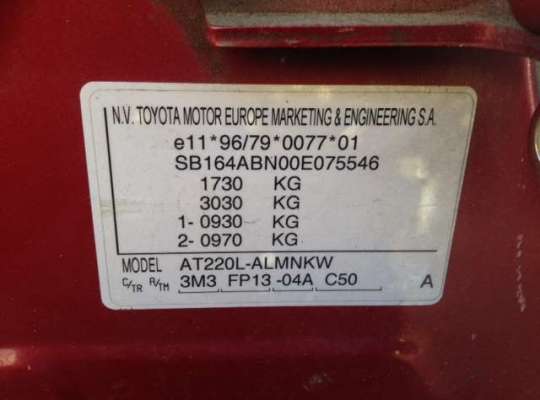 N.V. TOYOTA MOTOR EUROPE MARKETING & ENGINEERING S.A.
e11*96/79*0077*01
SB164ABN00E075546
1730 KG
3030 KG
1- 0930 KG
2- 0970 KG
MODEL AT220L-ALMNKW
C/TR R/TM 3M3 FP13 -04A C50 A